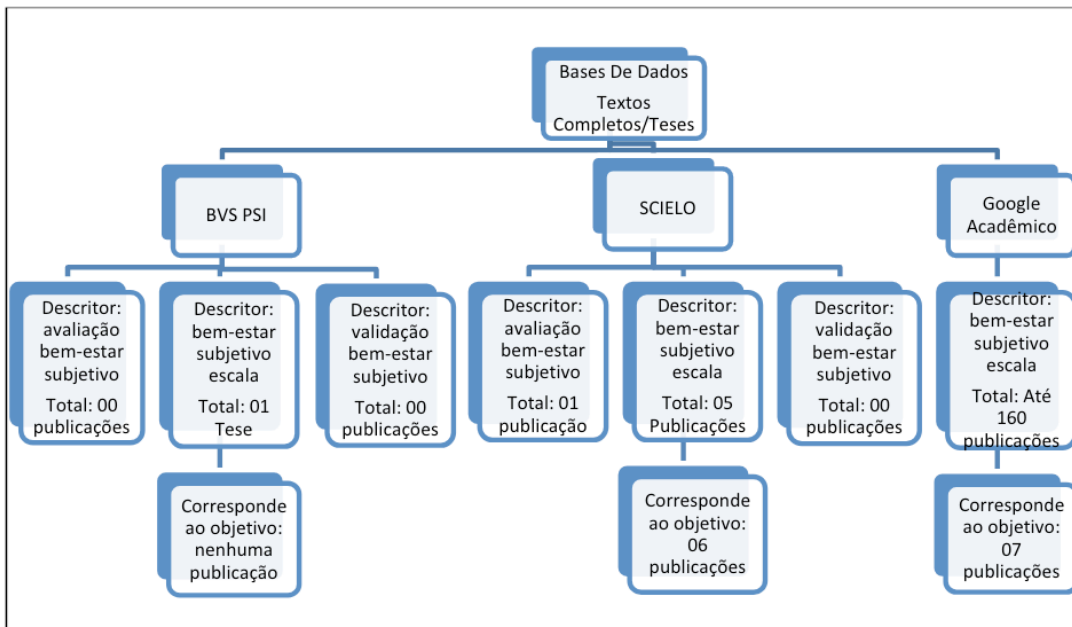 Bases De Dados
Textos
Completos/Teses
BVS PSI
SCIELO
Google
Acadêmico
Descritor:
avaliação
bem-estar
subjetivo
Total: 00
publicações
Descritor:
bem-estar
subjetivo
escala
Total: 01
Tese
Descritor:
validação
bem-estar
subjetivo
Total: 00
publicações
Descritor:
avaliação
bem-estar
subjetivo
Total: 01
publicação
Descritor:
bem-estar
subjetivo
escala
Total: 05
Publicações
Descritor:
validação
bem-estar
subjetivo
Total: 00
publicações
Descritor:
bem-estar
subjetivo
escala
Total: Até
160
publicações
Corresponde
ao objetivo:
nenhuma
publicação
Corresponde
ao objetivo:
06
publicações
Corresponde
ao objetivo:
07
publicações